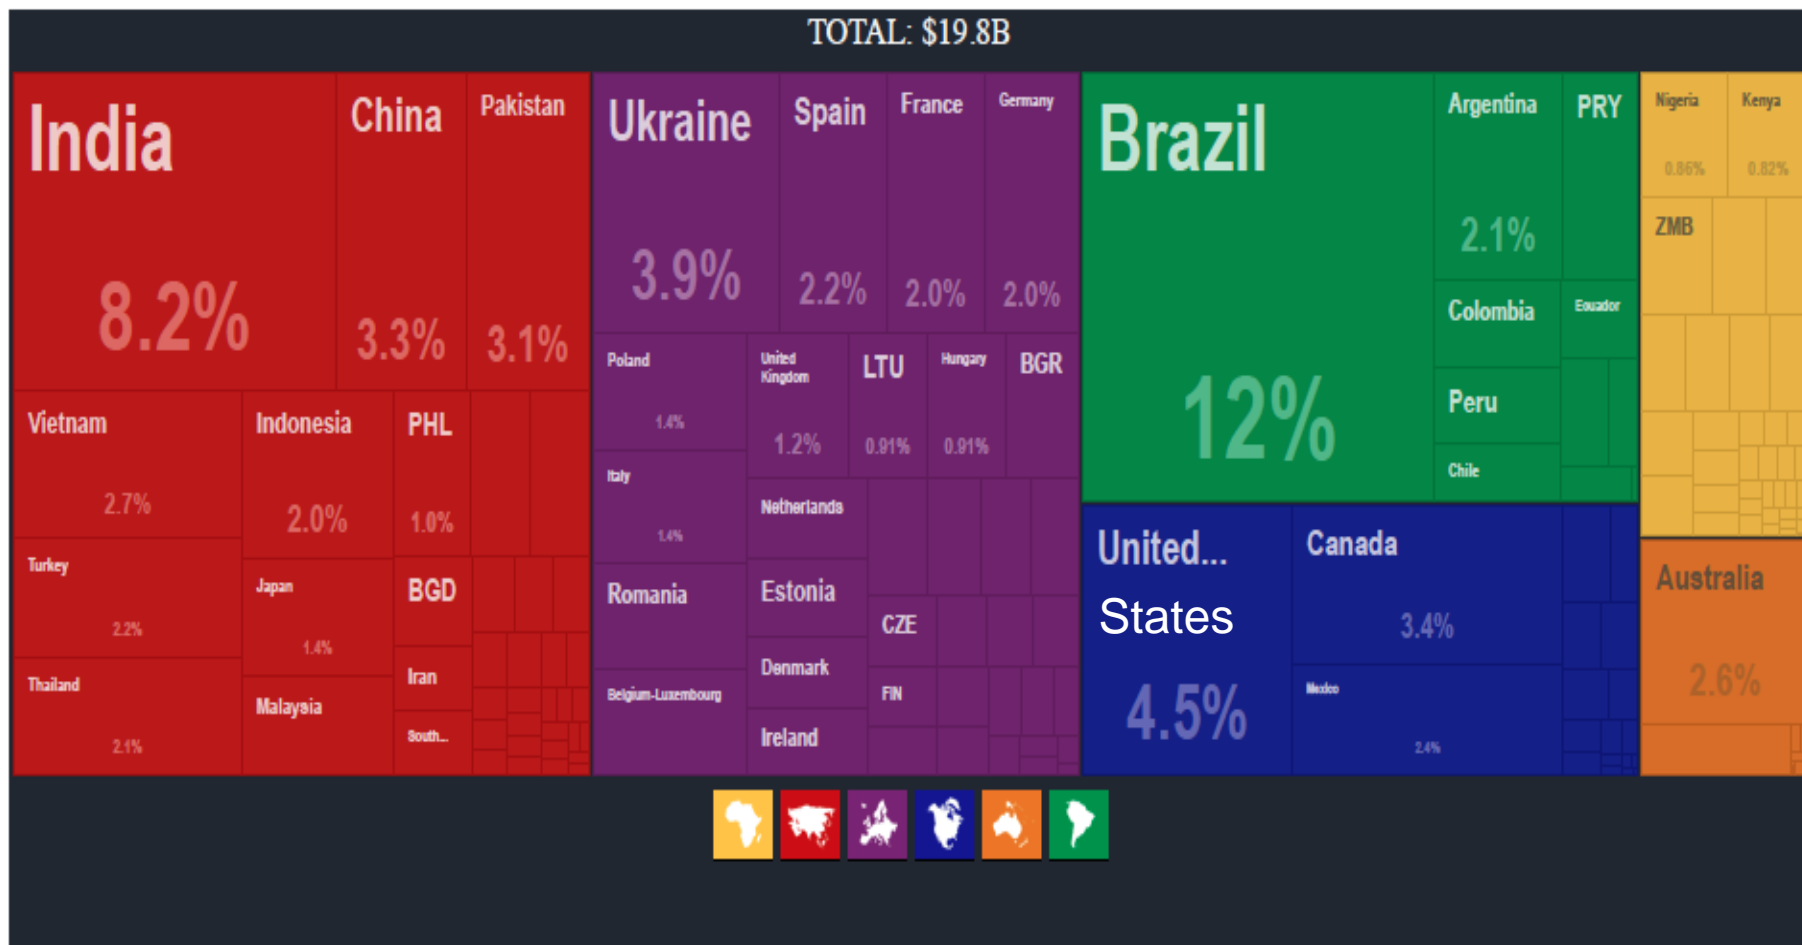 TOTAL: $19.8B
India
8.2%
China
3.3%
Pakistan
3.1%
Vietnam
2.7%
Indonesia
2.0%
PHL
1.0%
Turkey
2.2%
Japan
1.4%
BGD
Iran
Thailand
2.1%
Malaysia
South...
Ukraine
3.9%
Spain
2.2%
France
2.0%
Germany
2.0%
Poland
1.4%
United
Kingdom
1.2%
LTU
0.91%
Hungary
0.91%
BGR
Italy
1.4%
Netherlands
Romania
Estonia
CZE
Denmark
Belgium-Luxembourg
FIN
Ireland
Brazil
12%
Argentina
2.1%
PRY
Colombia
Ecuador
Peru
Chile
United...
States
4.5%
Canada
3.4%
Mexico
2.4%
Nigeria
0.86%
Kenya
0.82%
ZMB
Australia
2.6%